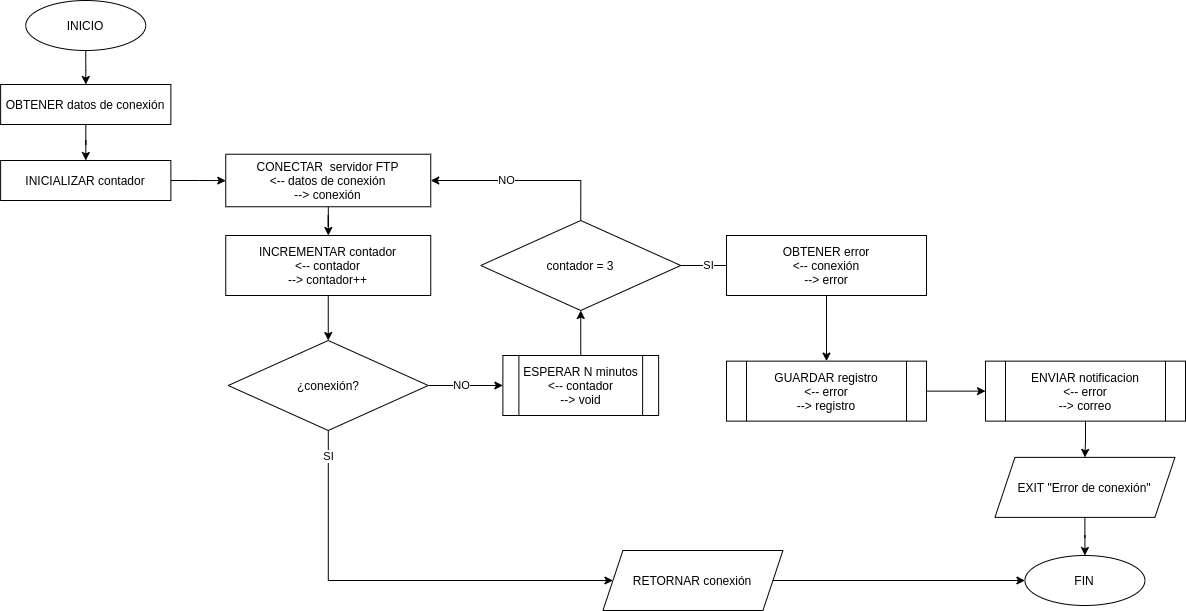 INICIO
OBTENER datos de conexión
INICIALIZAR contador
CONECTAR servidor FTP
<-- datos de conexión
--> conexión
INCREMENTAR contador
<-- contador
--> contador++
¿conexión?
NO
SI
ESPERAR N minutos
<-- contador
--> void
contador = 3
NO
SI
OBTENER error
<-- conexión
--> error
GUARDAR registro
<-- error
--> registro
ENVIAR notificacion
<-- error
--> correo
EXIT "Error de conexión"
RETORNAR conexión
FIN